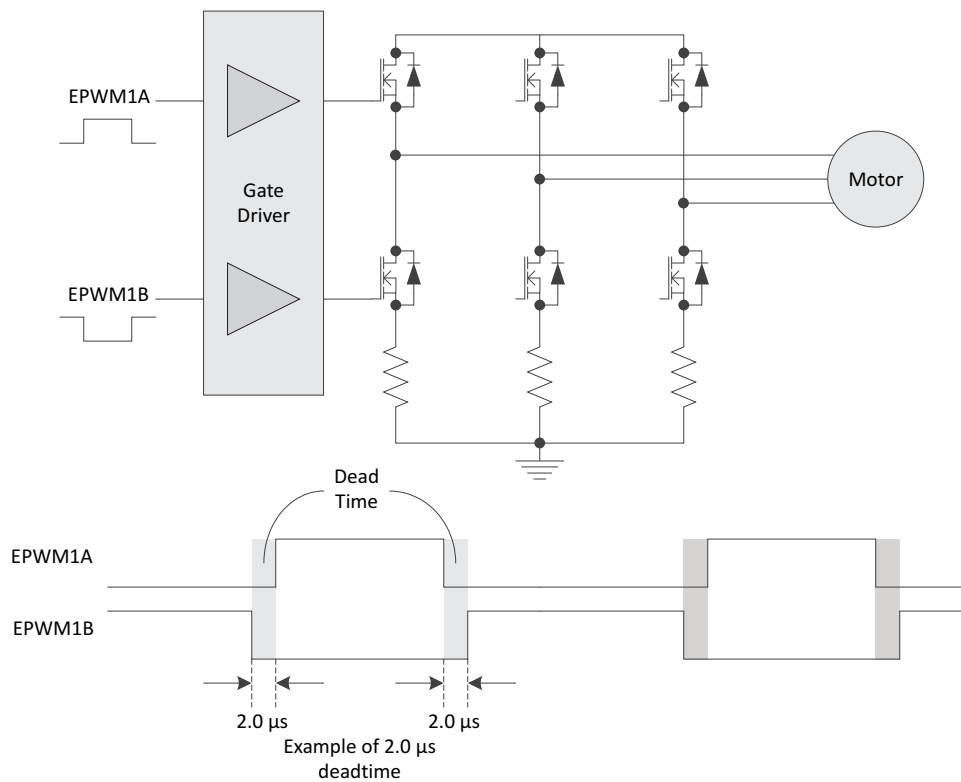 EPWM1A
Gate
Driver
Motor
EPWM1B
Dead
Time
EPWM1A
EPWM1B
2.0 µs
2.0 µs
Example of 2.0 µs
deadtime